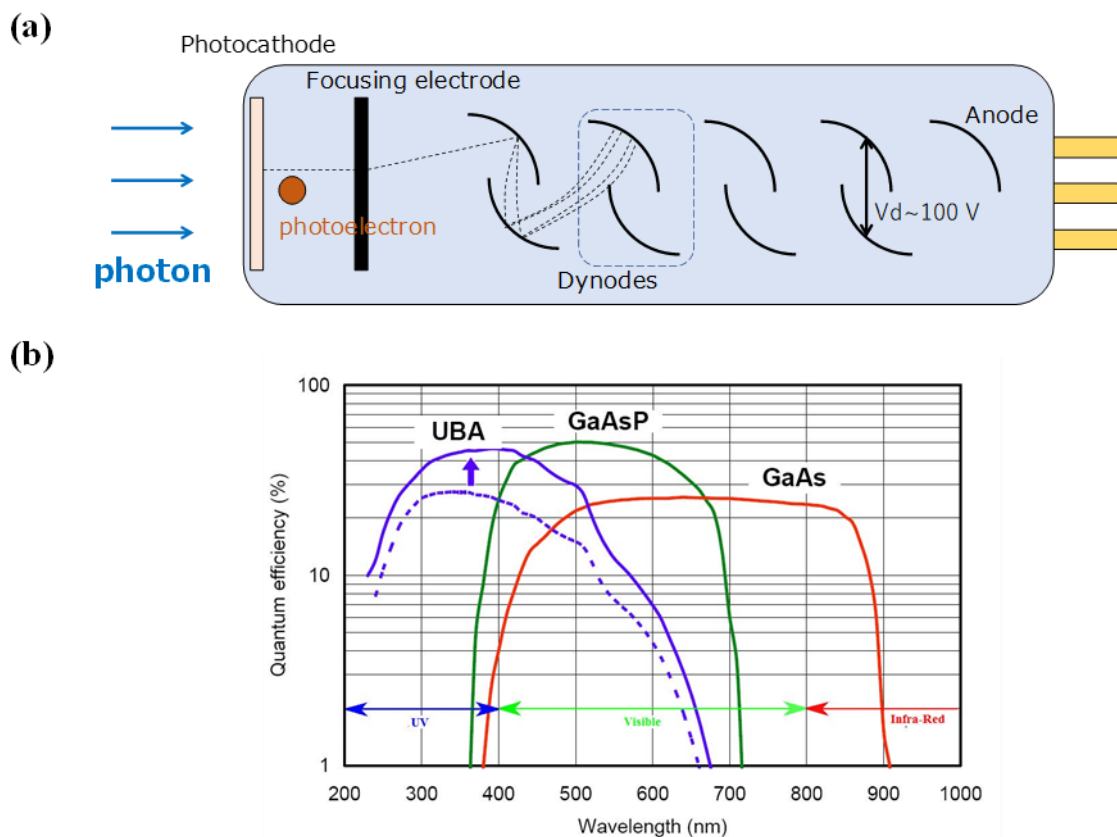 (a)
Photocathode
Focusing electrode
Anode
photoelectron
Vd~100 V
photon
Dynodes
(b)
100
GaAsP
UBA
GaAs
Quantum efficiency (%)
10
UV
Visible
Infra-Red
1
200 300 400 500 600 700 800 900 1000
Wavelength (nm)